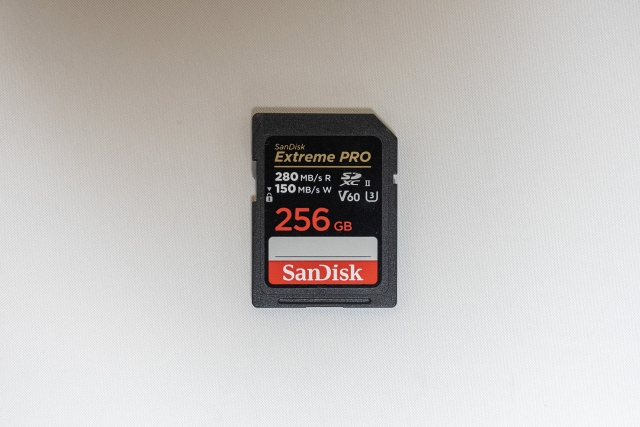 SanDisk
Extreme PRO
280 MB/s R
150 MB/s W
SD XC II
V60 3
256 GB
SanDisk